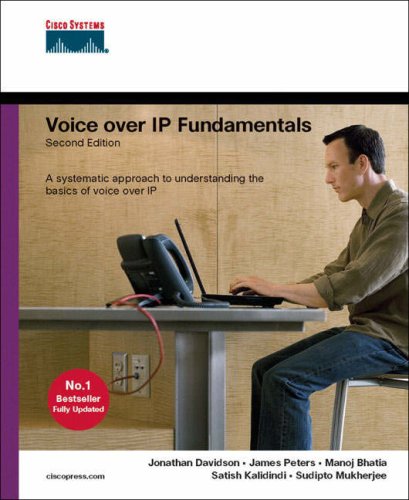 CISCO SYSTEMS
Voice over IP Fundamentals
Second Edition
A systematic approach to understanding the
basics of voice over IP
No.1
Bestseller
Fully Updated
Jonathan Davidson • James Peters • Manoj Bhatia
Satish Kalidindi • Sudipto Mukherjee
ciscopress.com